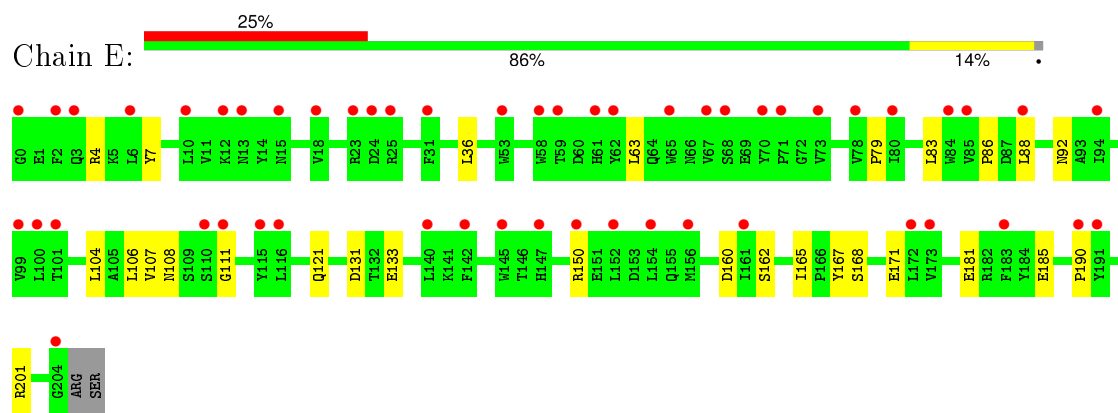 25%
Chain E:
86% 14% •
G0 E1 F2 Q3 R4 K5 L6 Y7 L10 V11 K12 N13 Y14 N15 V18 R23 D24 R25 F31 L36 W53 W58 T59 D60 H61 Y62 L63 Q64 W65 N66 V67 S68 E69 Y70 P71 G72 V73 V78 P79 I80 L83 W84 V85 P86 D87 L88 N92 A93 I94
V99 L100 T101 L104 A105 L106 V107 N108 S109 S110 G111 Y115 L116 Q121 D131 T132 E133 L140 K141 F142 W145 T146 H147 R150 E151 L152 D153 L154 Q155 M156 D160 I161 S162 I165 P166 Y167 S168 E171 L172 V173 E181 R182 F183 Y184 E185 P190 Y191
R201 G204 ARG SER